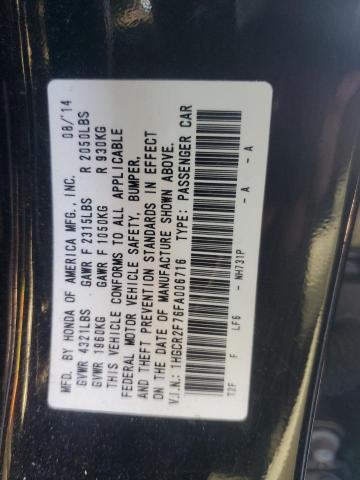 MFD. BY HONDA OF AMERICA MFG., INC. 08/'14
GVWR 4321LBS GAWR F 2315LBS R 2050LBS
GVWR 1960KG GAWR F 1050KG R 930KG
THIS VEHICLE CONFORMS TO ALL APPLICABLE
FEDERAL MOTOR VEHICLE SAFETY, BUMPER,
AND THEFT PREVENTION STANDARDS IN EFFECT
ON THE DATE OF MANUFACTURE SHOWN ABOVE.
V.I.N.: 1HGCR2F76FA006716 TYPE: PASSENGER CAR
F LF6 - NH731P - A - A
T2F